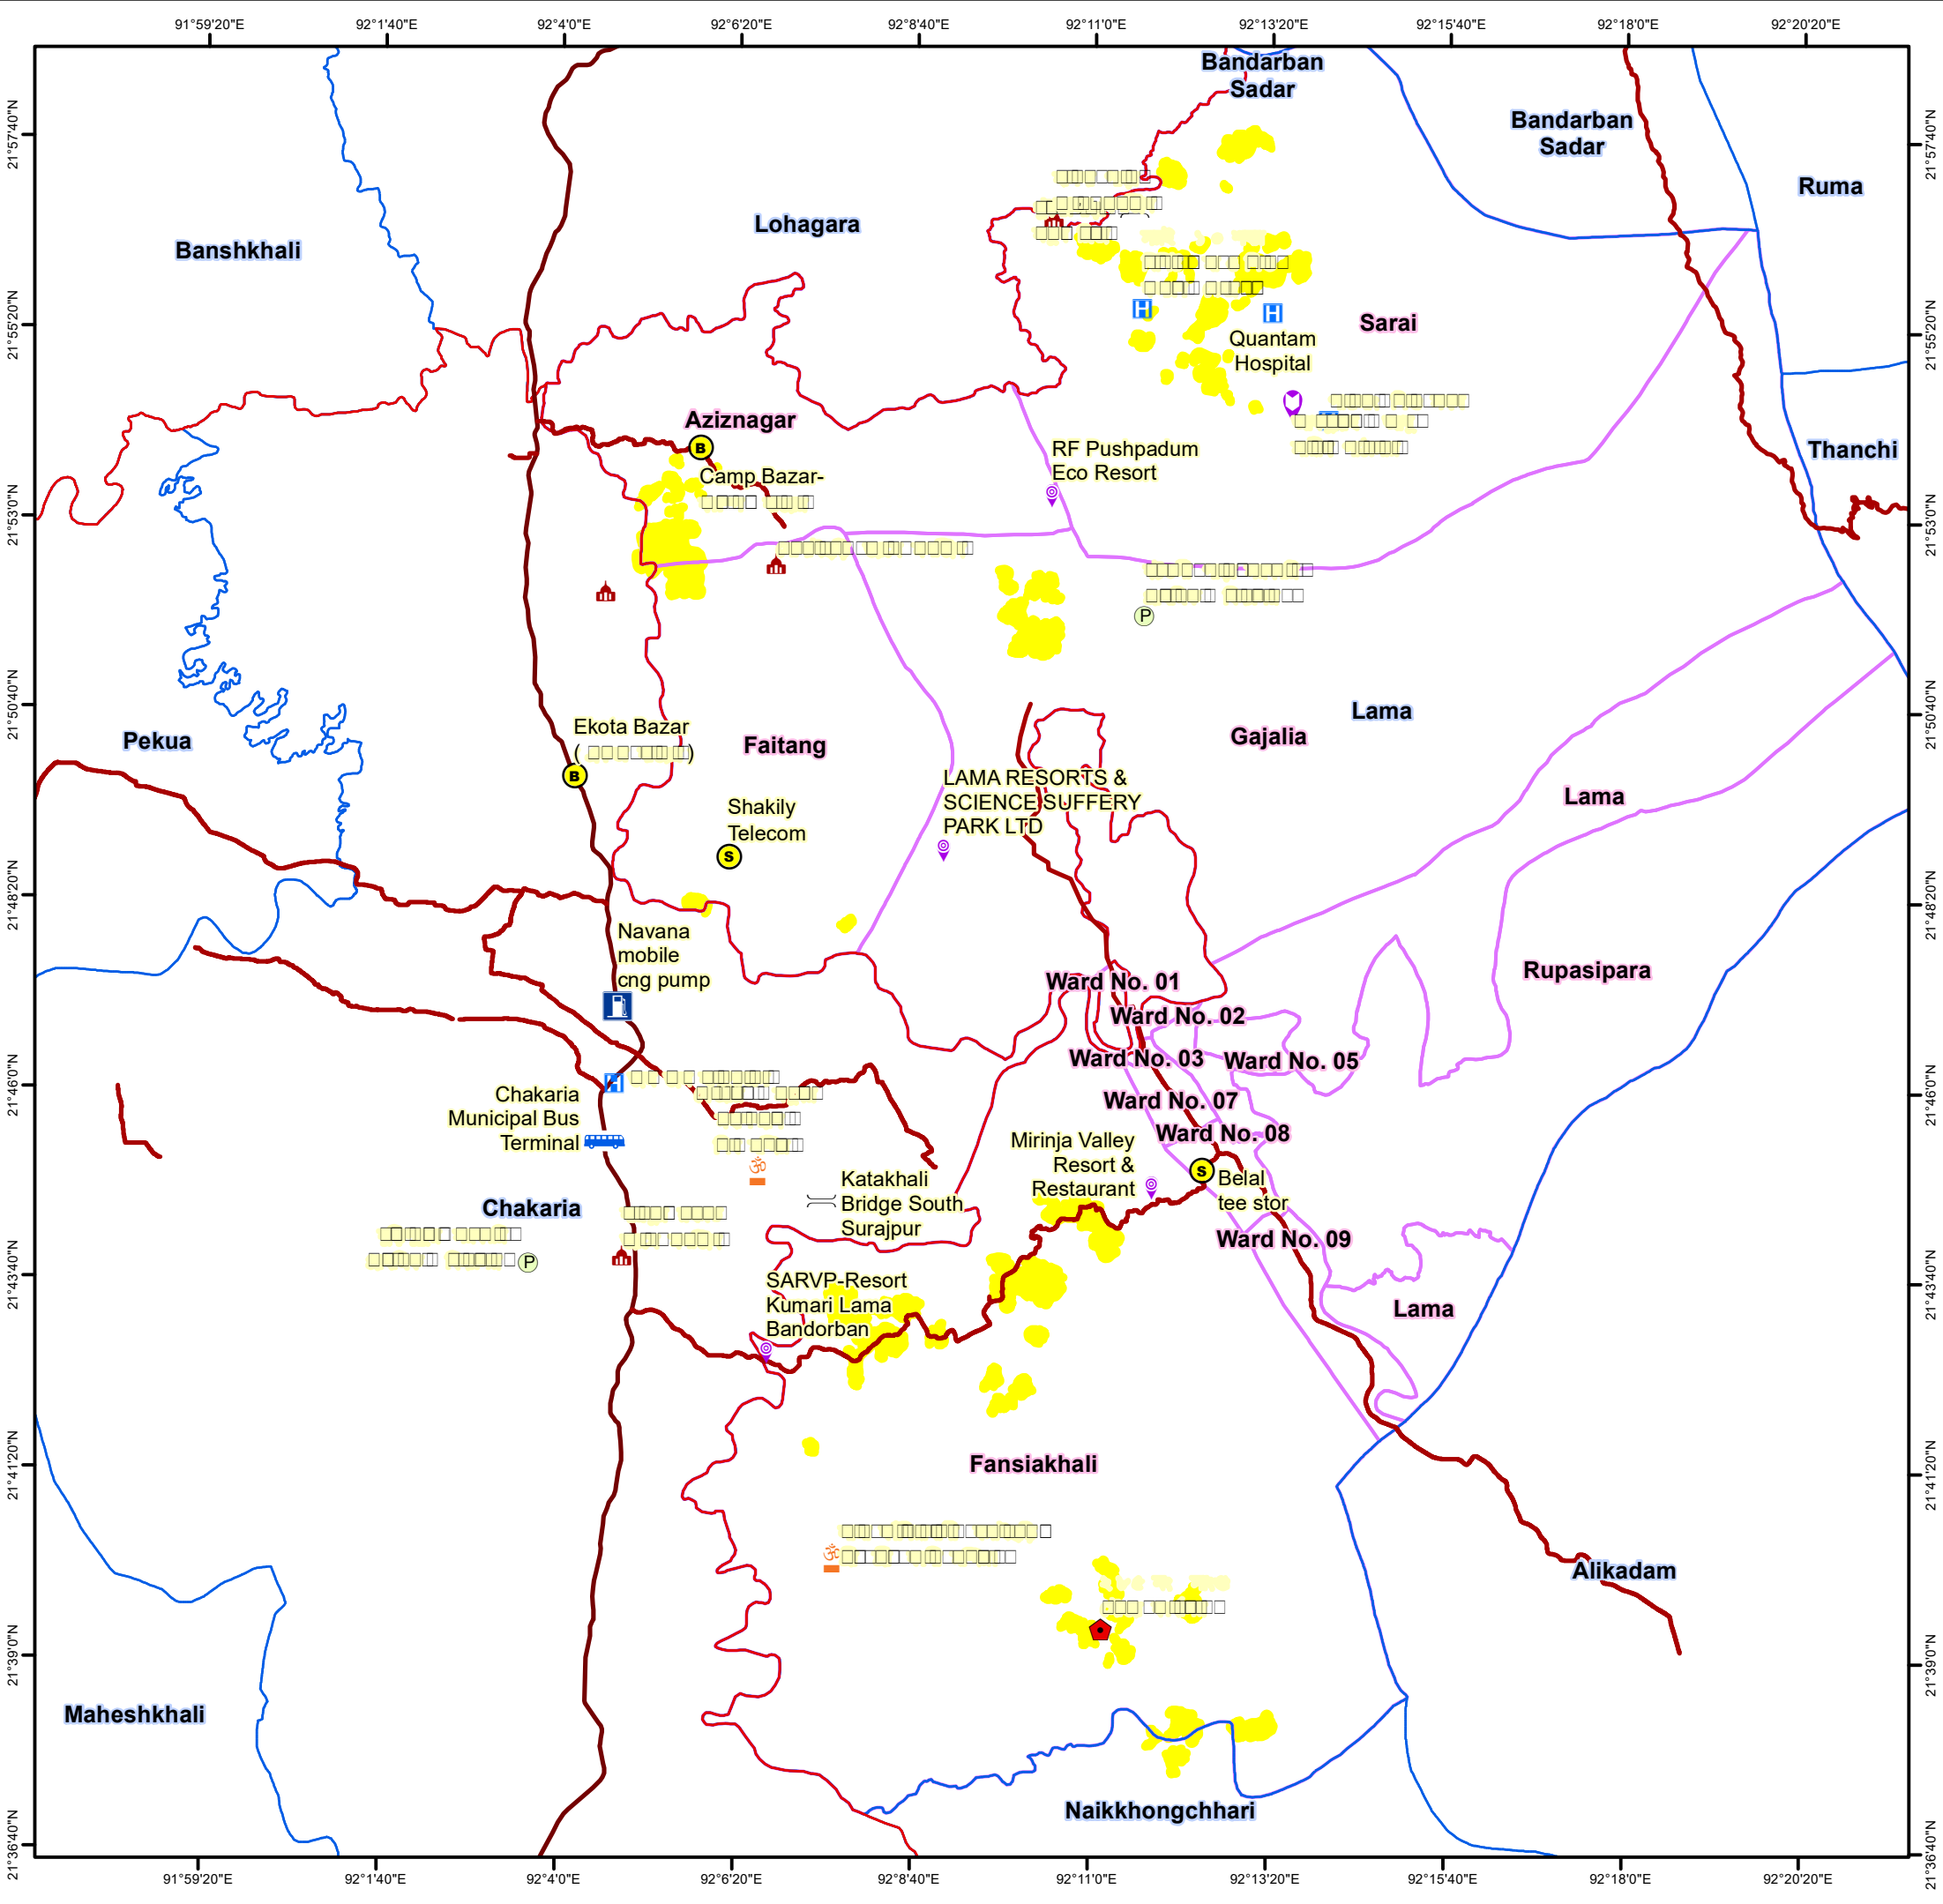 91°59'20"E 92°1'40"E 92°4'0"E 92°6'20"E 92°8'40"E 92°11'0"E 92°13'20"E 92°15'40"E 92°18'0"E 92°20'20"E
21°57'40"N
21°55'20"N
21°53'0"N
21°50'40"N
21°48'20"N
21°46'0"N
21°43'40"N
21°41'20"N
21°39'0"N
21°36'40"N
Bandarban
Sadar
Bandarban
Sadar
Ruma
Lohagara
Banshkhali
Sarai
Quantam
Hospital
Aziznagar
RF Pushpadum
Eco Resort
Thanchi
Camp Bazar-
Lama
Ekota Bazar
(
)
Pekua
Faitang
Gajalia
LAMA RESORTS &
SCIENCE SUFFERY
PARK LTD
Lama
Shakily
Telecom
Navana
mobile
cng pump
Rupasipara
Ward No. 01
Ward No. 02
Ward No. 03
Ward No. 05
Ward No. 07
Ward No. 08
Chakaria
Municipal Bus
Terminal
Mirinja Valley
Resort &
Restaurant
Belal
tee stor
Katakhali
Bridge South
Surajpur
Chakaria
Ward No. 09
SARVP-Resort
Kumari Lama
Bandorban
Lama
Fansiakhali
Alikadam
Maheshkhali
Naikkhongchhari
B
B
S
S
H
H
H
P
P
21°57'40"N
21°55'20"N
21°53'0"N
21°50'40"N
21°48'20"N
21°46'0"N
21°43'40"N
21°41'20"N
21°39'0"N
21°36'40"N
91°59'20"E 92°1'40"E 92°4'0"E 92°6'20"E 92°8'40"E 92°11'0"E 92°13'20"E 92°15'40"E 92°18'0"E 92°20'20"E